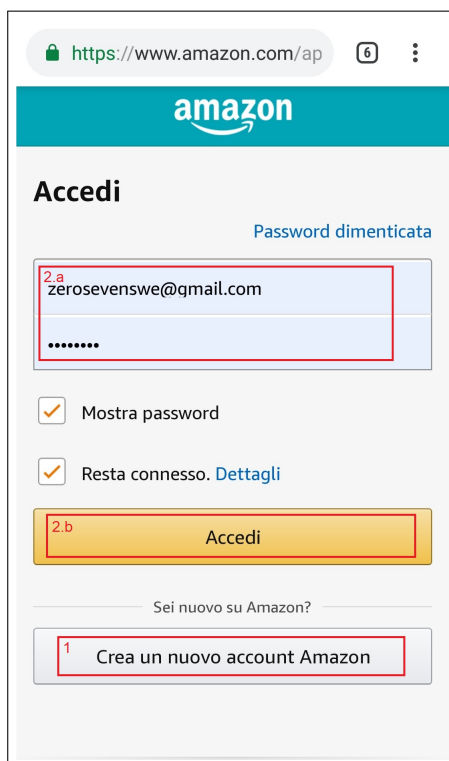 https://www.amazon.com/ap 6
amazon
Accedi
Password dimenticata
2.a
zerosevenswe@gmail.com
••••••••
Mostra password
Resta connesso. Dettagli
2.b
Accedi
Sei nuovo su Amazon?
1
Crea un nuovo account Amazon